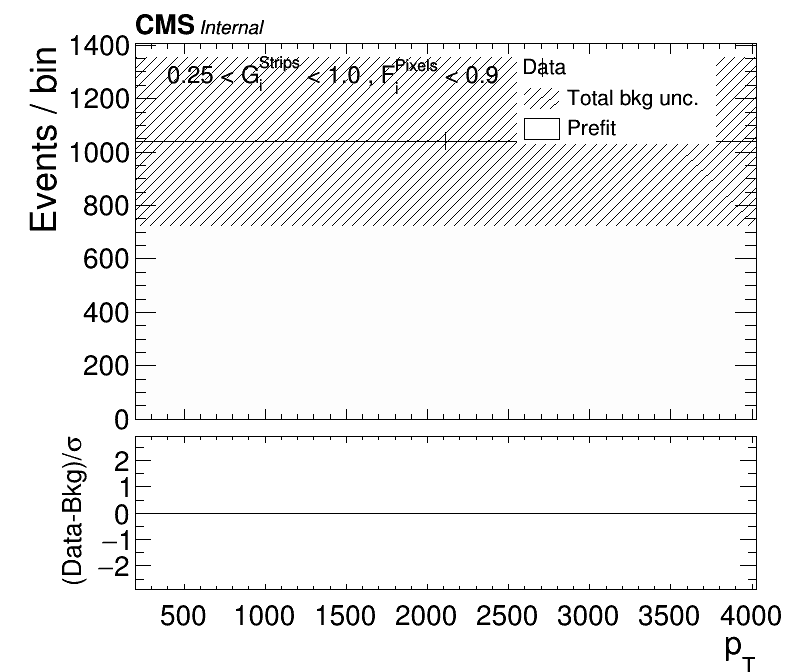 CMS Internal
Events / bin
1400
1200
1000
800
600
400
200
0
0.25 < G_i^Strips < 1.0 , F_i^Pixels < 0.9
Data
Total bkg unc.
Prefit
(Data-Bkg)/σ
2
1
0
−1
−2
500 1000 1500 2000 2500 3000 3500 4000
p_T